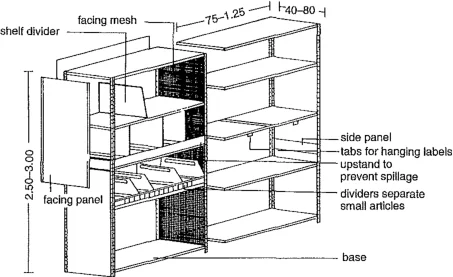 75–1.25
40–80
facing mesh
shelf divider
2.50–3.00
facing panel
side panel
tabs for hanging labels
upstand to
prevent spillage
dividers separate
small articles
base